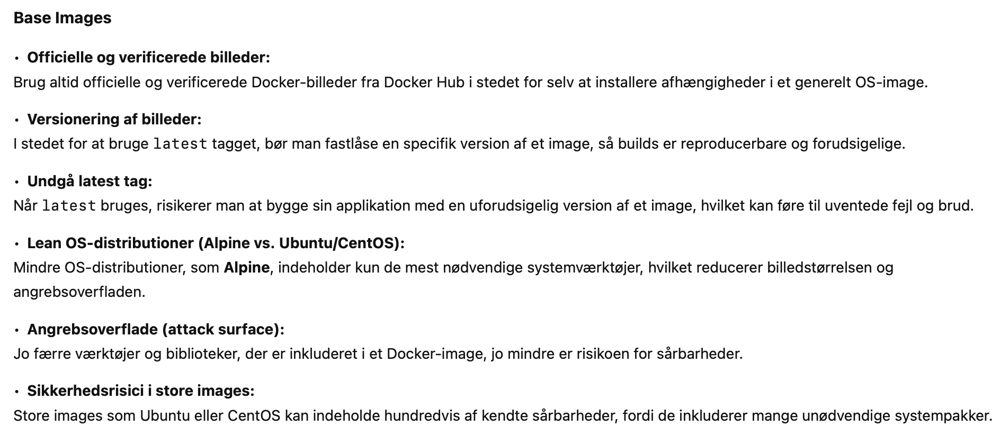 Base Images
• Officielle og verificerede billeder:
Brug altid officielle og verificerede Docker-billeder fra Docker Hub i stedet for selv at installere afhængigheder i et generelt OS-image.
• Versionering af billeder:
I stedet for at bruge latest tagget, bør man fastlåse en specifik version af et image, så builds er reproducerbare og forudsigelige.
• Undgå latest tag:
Når latest bruges, risikerer man at bygge sin applikation med en uforudsigelig version af et image, hvilket kan føre til uventede fejl og brud.
• Lean OS-distributioner (Alpine vs. Ubuntu/CentOS):
Mindre OS-distributioner, som Alpine, indeholder kun de mest nødvendige systemværktøjer, hvilket reducerer billedstørrelsen og
angrebsoverfladen.
• Angrebsoverflade (attack surface):
Jo færre værktøjer og biblioteker, der er inkluderet i et Docker-image, jo mindre er risikoen for sårbarheder.
• Sikkerhedsrisici i store images:
Store images som Ubuntu eller CentOS kan indeholde hundredvis af kendte sårbarheder, fordi de inkluderer mange unødvendige systempakker.